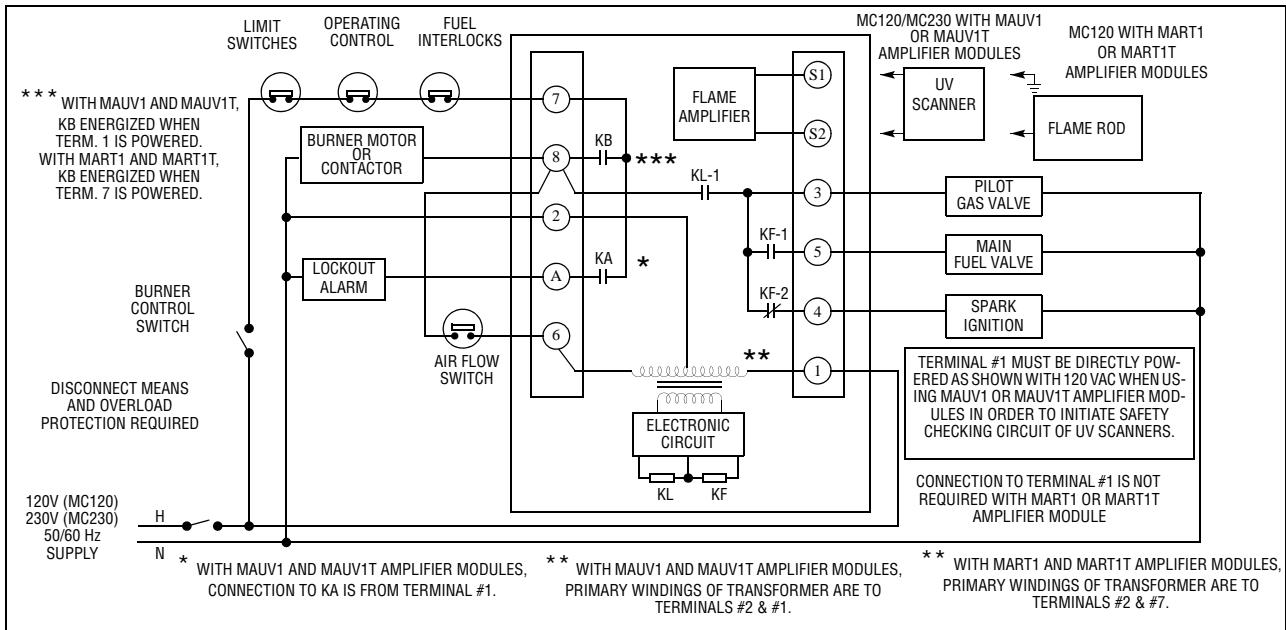 LIMIT
SWITCHES
OPERATING
CONTROL
FUEL
INTERLOCKS
MC120/MC230 WITH MAUV1
OR MAUV1T
AMPLIFIER MODULES
MC120 WITH MART1
OR MART1T
AMPLIFIER MODULES
*** WITH MAUV1 AND MAUV1T,
KB ENERGIZED WHEN
TERM. 1 IS POWERED.
WITH MART1 AND MART1T,
KB ENERGIZED WHEN
TERM. 7 IS POWERED.
7
S1
FLAME
AMPLIFIER
S2
UV
SCANNER
FLAME ROD
BURNER MOTOR
OR
CONTACTOR
8
KB
***
KL-1
3
PILOT
GAS VALVE
2
KF-1
5
MAIN
FUEL VALVE
LOCKOUT
ALARM
A
KA
*
KF-2
4
SPARK
IGNITION
BURNER
CONTROL
SWITCH
AIR FLOW
SWITCH
6
**
1
TERMINAL #1 MUST BE DIRECTLY POW-
ERED AS SHOWN WITH 120 VAC WHEN US-
ING MAUV1 OR MAUV1T AMPLIFIER MOD-
ULES IN ORDER TO INITIATE SAFETY
CHECKING CIRCUIT OF UV SCANNERS.
DISCONNECT MEANS
AND OVERLOAD
PROTECTION REQUIRED
ELECTRONIC
CIRCUIT
KL
KF
CONNECTION TO TERMINAL #1 IS NOT
REQUIRED WITH MART1 OR MART1T
AMPLIFIER MODULE
120V (MC120)
230V (MC230)
50/60 Hz
SUPPLY
H
N
* WITH MAUV1 AND MAUV1T AMPLIFIER MODULES,
CONNECTION TO KA IS FROM TERMINAL #1.
** WITH MAUV1 AND MAUV1T AMPLIFIER MODULES,
PRIMARY WINDINGS OF TRANSFORMER ARE TO
TERMINALS #2 & #1.
** WITH MART1 AND MART1T AMPLIFIER MODULES,
PRIMARY WINDINGS OF TRANSFORMER ARE TO
TERMINALS #2 & #7.